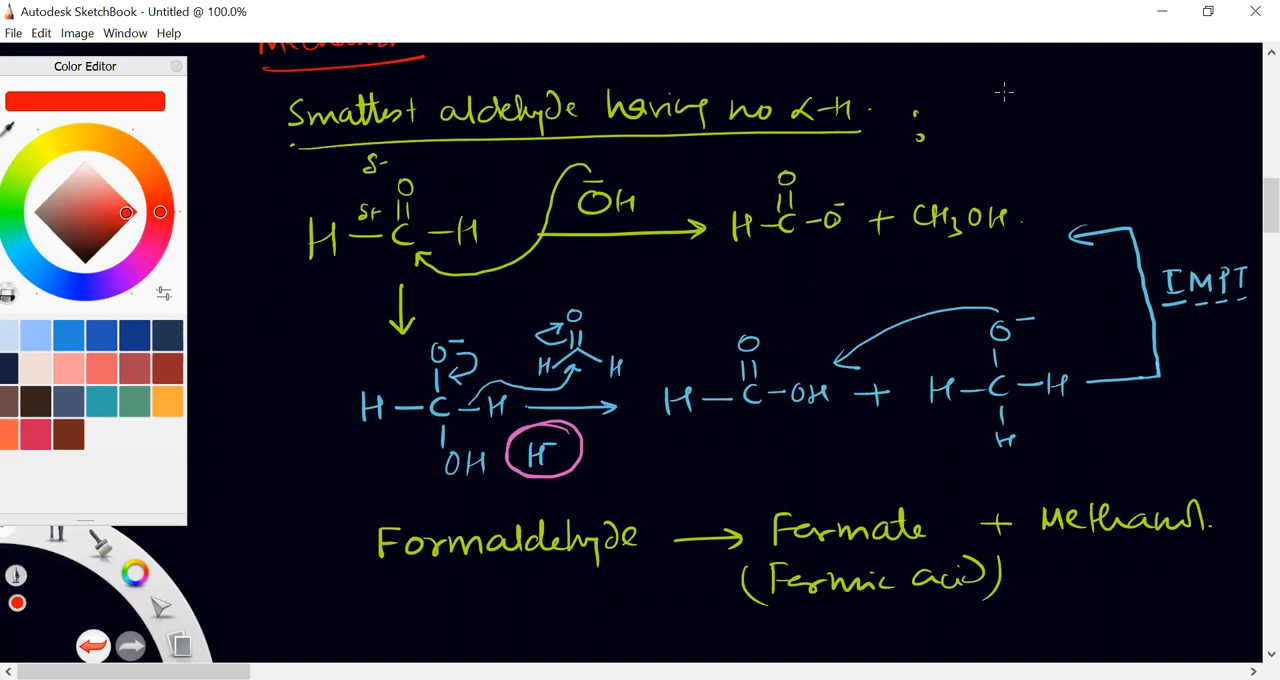 Autodesk SketchBook - Untitled @ 100.0%
File Edit Image Window Help
Color Editor
Smallest aldehyde having no α-H. :
δ-
O O
δ+ || ŌH ||
H — C — H → H - C - O⁻ + CH₃OH.
IMPT
O⁻ O O O⁻
| || || |
H — C — H H H → H — C - OH + H — C — H
| |
OH H⁻ H
Formaldehyde → Formate + Methanol.
(Formic acid)